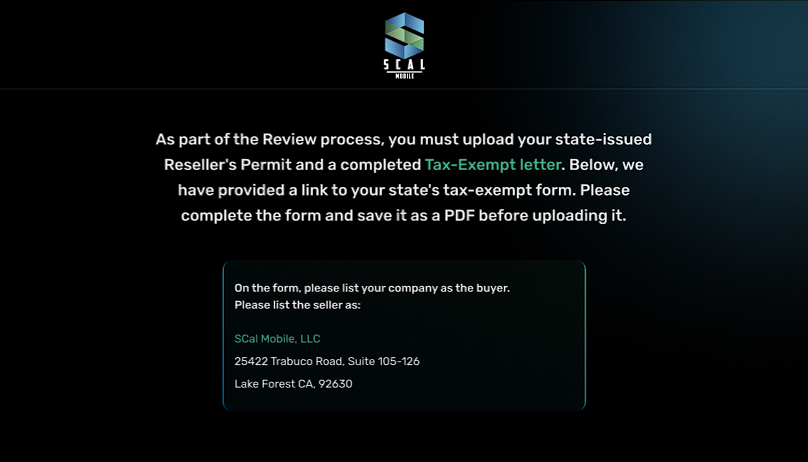 SCAL
MOBILE
As part of the Review process, you must upload your state-issued
Reseller's Permit and a completed Tax-Exempt letter. Below, we
have provided a link to your state's tax-exempt form. Please
complete the form and save it as a PDF before uploading it.
On the form, please list your company as the buyer.
Please list the seller as:
SCal Mobile, LLC
25422 Trabuco Road, Suite 105-126
Lake Forest CA, 92630